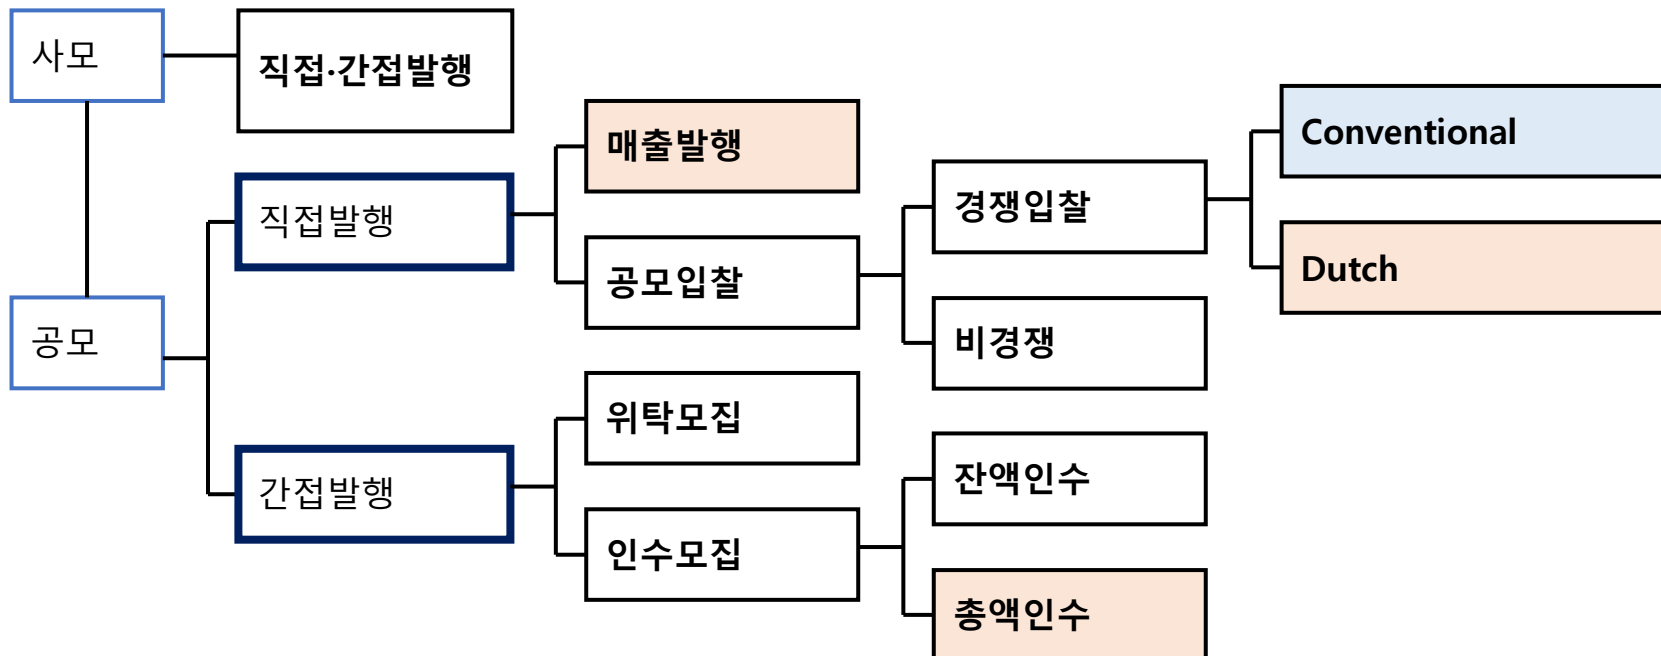 사모
직접·간접발행
공모
직접발행
매출발행
공모입찰
경쟁입찰
Conventional
Dutch
비경쟁
간접발행
위탁모집
인수모집
잔액인수
총액인수